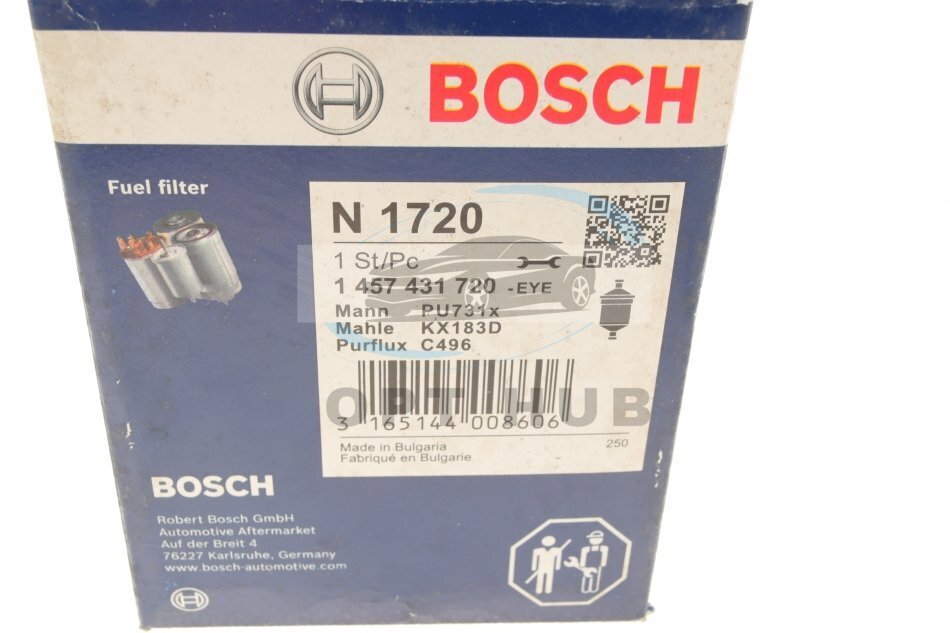 BOSCH
Fuel filter
N 1720
1 St/Pc
1 457 431 720 -EYE
Mann PU731x
Mahle KX183D
Purflux C496
OPT HUB
3 165144 008606
Made in Bulgaria 250
Fabriqué en Bulgarie
BOSCH
Robert Bosch GmbH
Automotive Aftermarket
Auf der Breit 4
76227 Karlsruhe, Germany
www.bosch-automotive.com